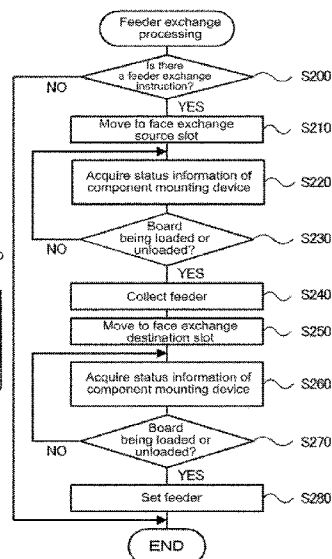 Feeder exchange
processing
Is there
a feeder exchange
instruction?
S200
NO
YES
Move to face exchange
source slot
S210
Acquire status information of
component mounting device
S220
Board
being loaded or
unloaded?
S230
NO
YES
Collect feeder
S240
Move to face exchange
destination slot
S250
Acquire status information of
component mounting device
S260
Board
being loaded or
unloaded?
S270
NO
YES
Set feeder
S280
END